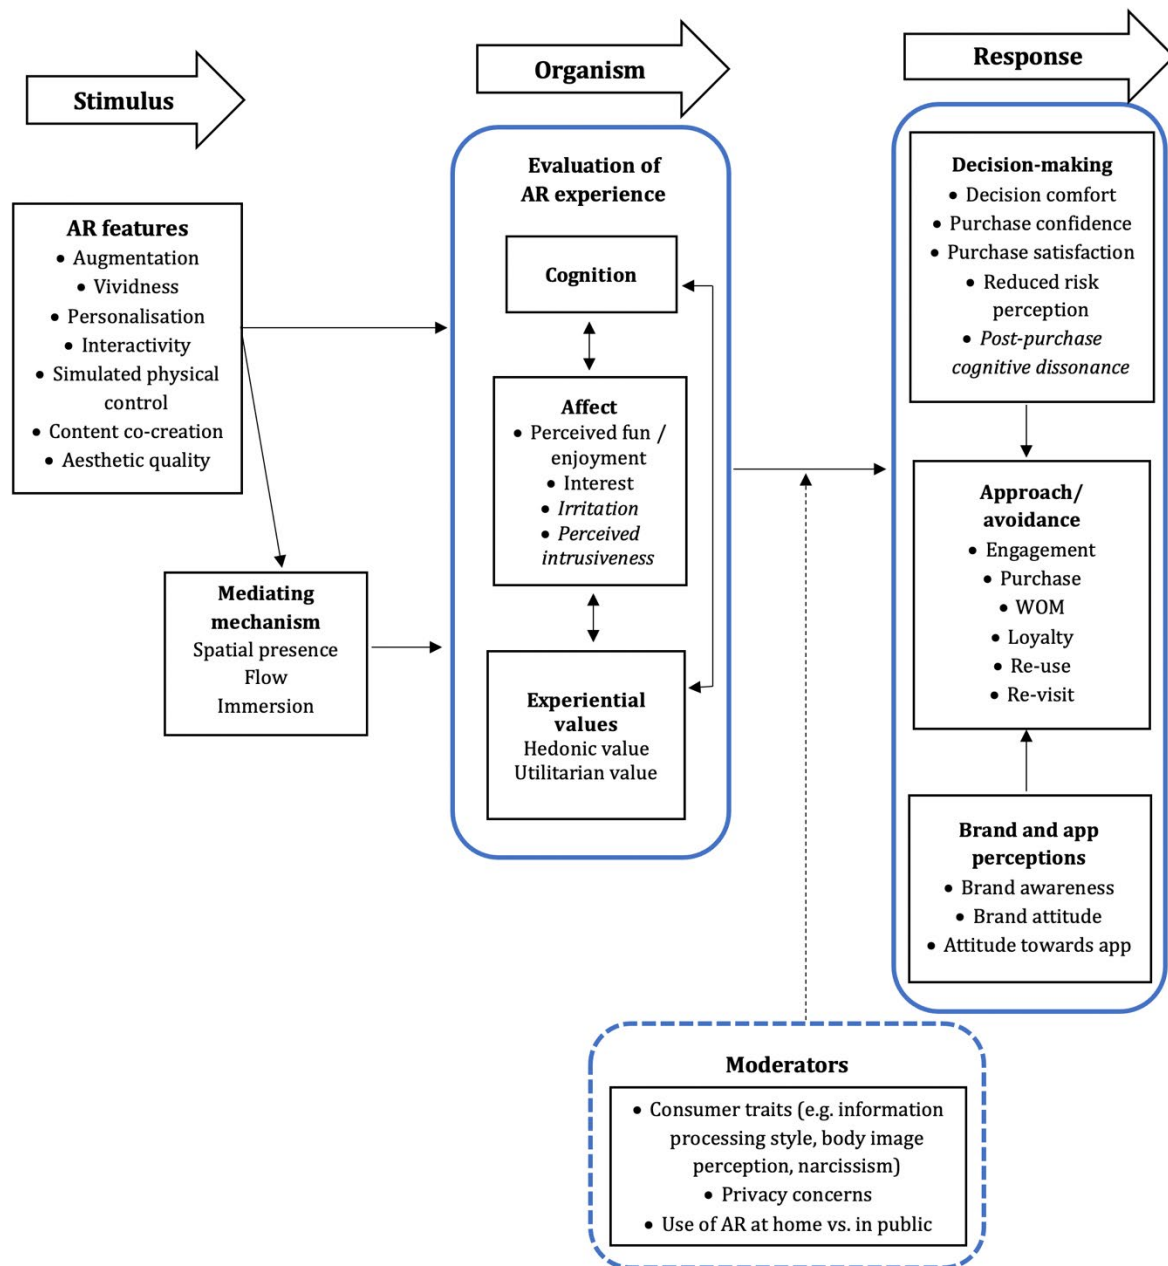 Stimulus
Organism
Response
AR features
• Augmentation
• Vividness
• Personalisation
• Interactivity
• Simulated physical
control
• Content co-creation
• Aesthetic quality
Mediating
mechanism
Spatial presence
Flow
Immersion
Evaluation of
AR experience
Cognition
Affect
• Perceived fun /
enjoyment
• Interest
• Irritation
• Perceived
intrusiveness
Experiential
values
Hedonic value
Utilitarian value
Decision-making
• Decision comfort
• Purchase confidence
• Purchase satisfaction
• Reduced risk
perception
• Post-purchase
cognitive dissonance
Approach/
avoidance
• Engagement
• Purchase
• WOM
• Loyalty
• Re-use
• Re-visit
Brand and app
perceptions
• Brand awareness
• Brand attitude
• Attitude towards app
Moderators
• Consumer traits (e.g. information
processing style, body image
perception, narcissism)
• Privacy concerns
• Use of AR at home vs. in public